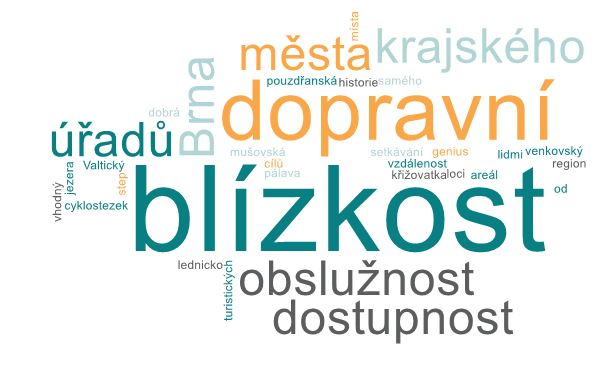 místa
města
krajského
pouzdřanská
historie
samého
Brna
dopravní
dobrá
úřadů
mušovská
setkávání
genius
lidmi
venkovský
Valtický
cílů
vzdálenost
region
jezera
step
pálava
křižovatka
loci
areál
od
vhodný
cyklostezek
blízkost
lednicko
turistických
obslužnost
dostupnost